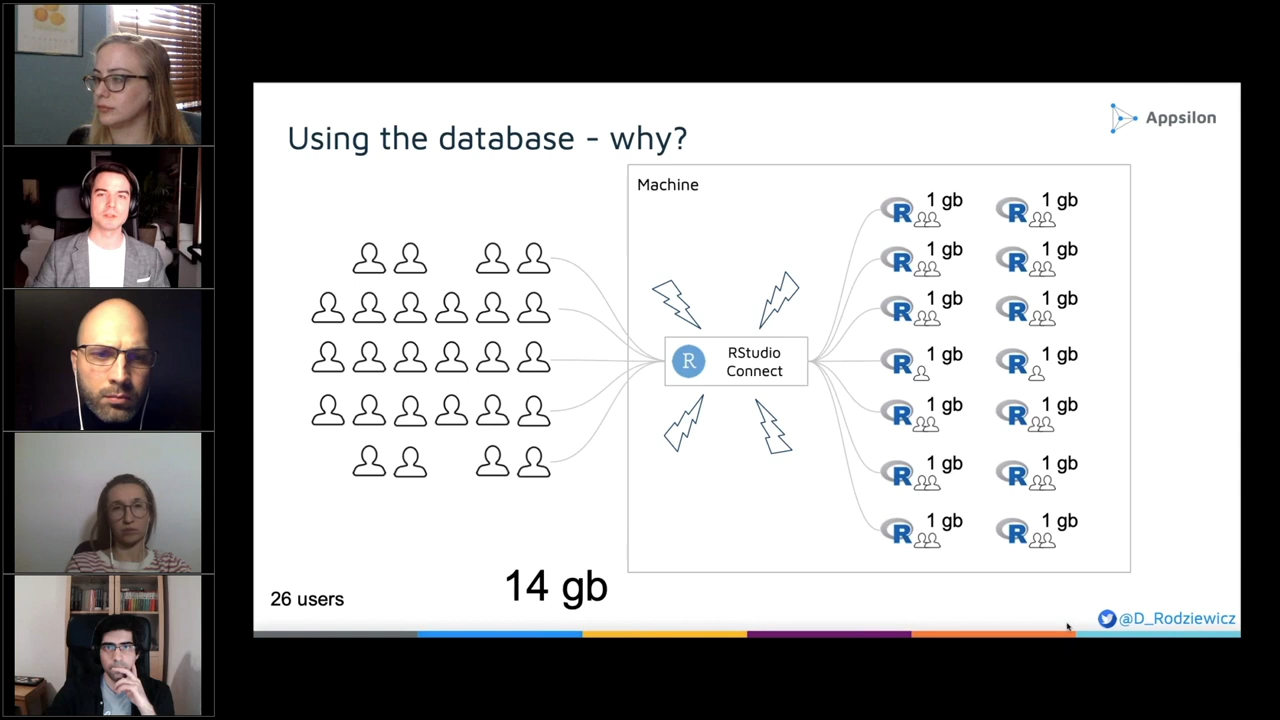 Using the database - why?
Appsilon
Machine
R
RStudio
Connect
R 1 gb R 1 gb
R 1 gb R 1 gb
R 1 gb R 1 gb
R 1 gb R 1 gb
R 1 gb R 1 gb
R 1 gb R 1 gb
R 1 gb R 1 gb
14 gb
26 users
@D_Rodziewicz